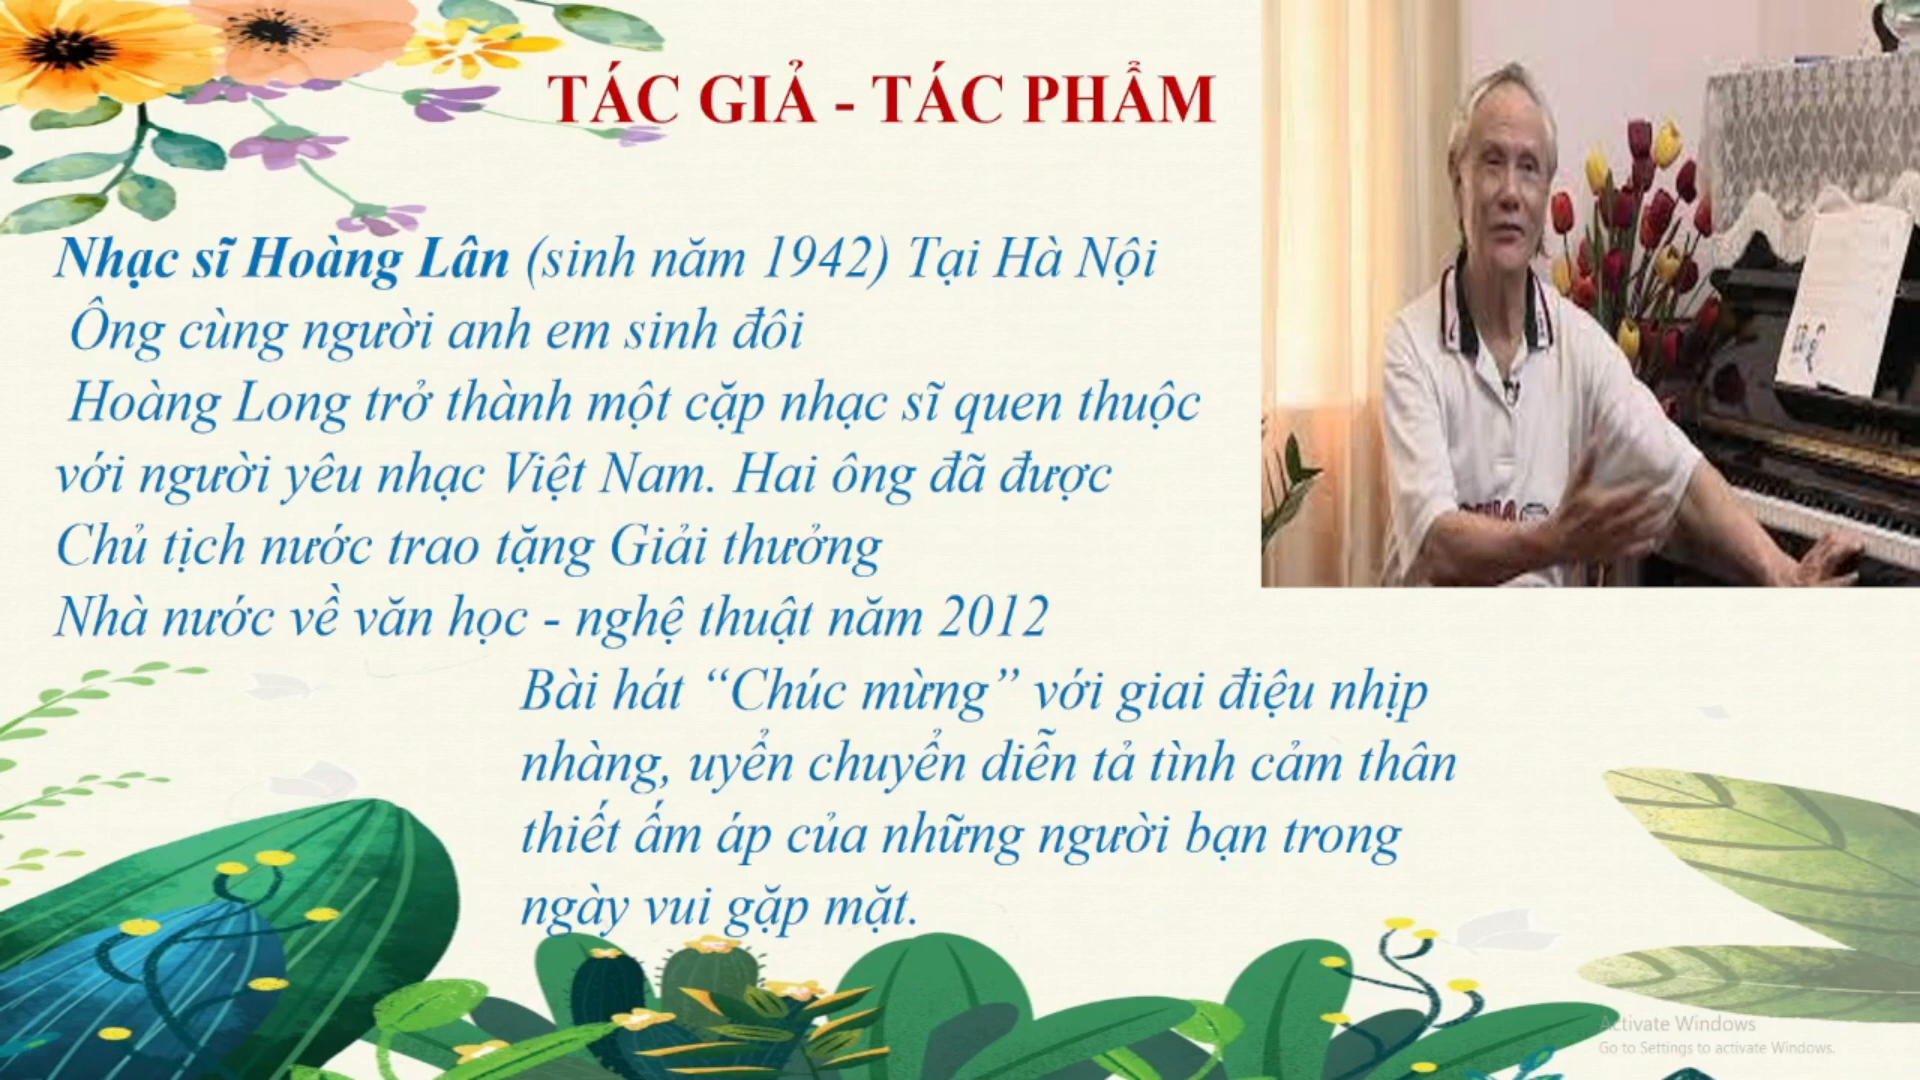 TÁC GIẢ - TÁC PHẨM
Nhạc sĩ Hoàng Lân (sinh năm 1942) Tại Hà Nội
Ông cùng người anh em sinh đôi
Hoàng Long trở thành một cặp nhạc sĩ quen thuộc
với người yêu nhạc Việt Nam. Hai ông đã được
Chủ tịch nước trao tặng Giải thưởng
Nhà nước về văn học - nghệ thuật năm 2012
Bài hát “Chúc mừng” với giai điệu nhịp
nhàng, uyển chuyển diễn tả tình cảm thân
thiết ấm áp của những người bạn trong
ngày vui gặp mặt.
Activate Windows
Go to Settings to activate Windows.